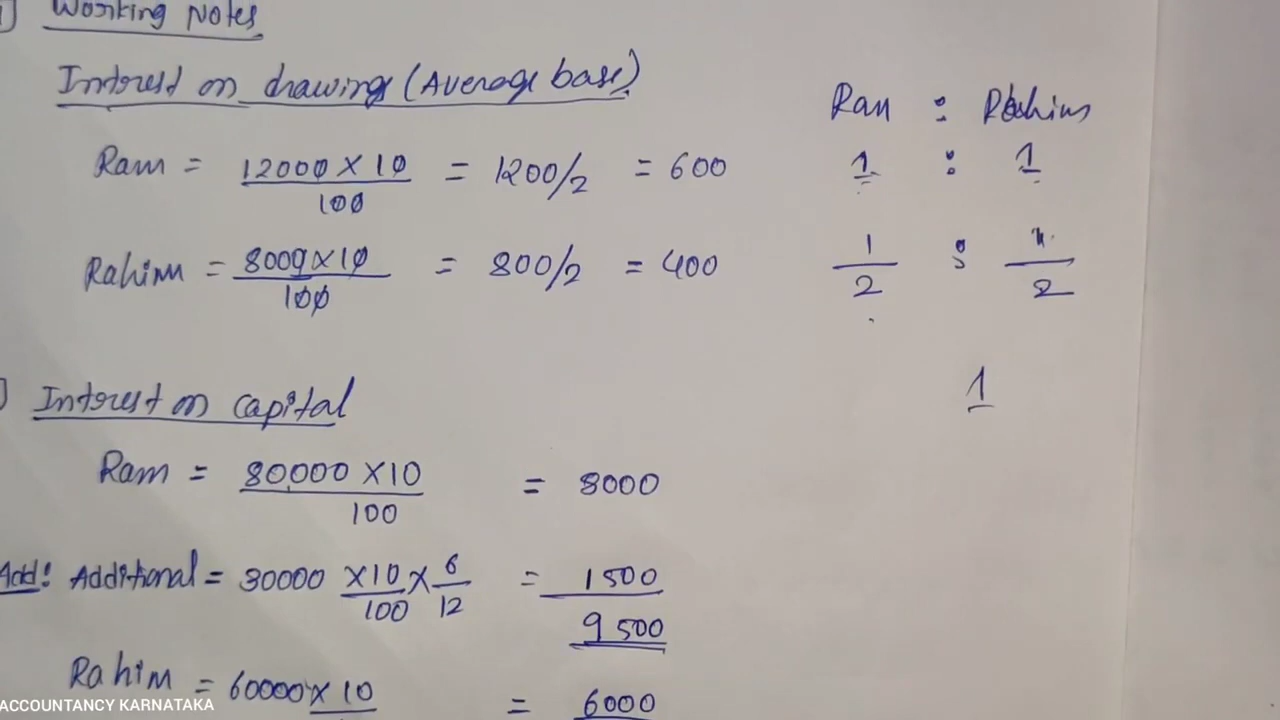 Working Notes
Interest on drawings (Average base)
Ram : Rahim
Ram = 12000 x 10 / 100 = 1200/2 = 600
1 : 1
Rahim = 8000 x 10 / 100 = 800/2 = 400
1/2 : 1/2
1
Interest on capital
Ram = 80,000 x 10 / 100 = 8000
Add: Additional = 30000 x 10 / 100 x 6 / 12 = 1500
9500
Rahim = 60000 x 10 = 6000
ACCOUNTANCY KARNATAKA